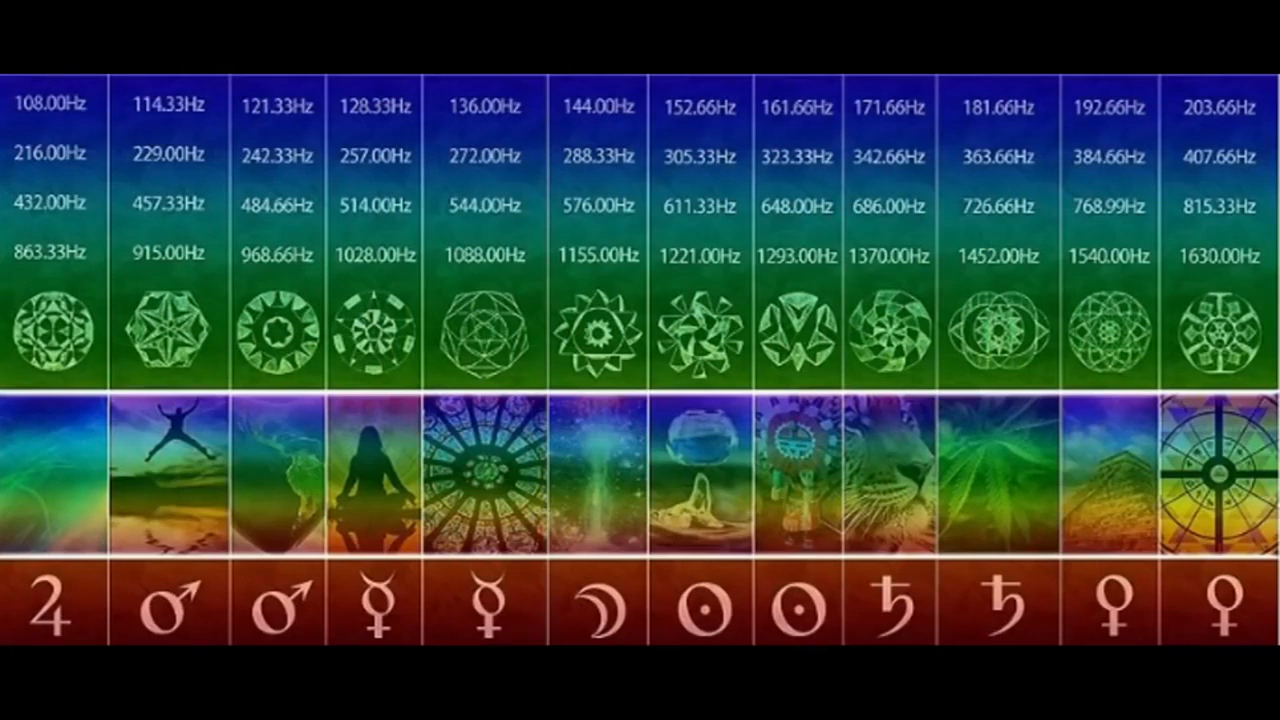 108.00Hz 114.33Hz 121.33Hz 128.33Hz 136.00Hz 144.00Hz 152.66Hz 161.66Hz 171.66Hz 181.66Hz 192.66Hz 203.66Hz
216.00Hz 229.00Hz 242.33Hz 257.00Hz 272.00Hz 288.33Hz 305.33Hz 323.33Hz 342.66Hz 363.66Hz 384.66Hz 407.66Hz
432.00Hz 457.33Hz 484.66Hz 514.00Hz 544.00Hz 576.00Hz 611.33Hz 648.00Hz 686.00Hz 726.66Hz 768.99Hz 815.33Hz
863.33Hz 915.00Hz 968.66Hz 1028.00Hz 1088.00Hz 1155.00Hz 1221.00Hz 1293.00Hz 1370.00Hz 1452.00Hz 1540.00Hz 1630.00Hz
♃ ♂ ♂ ☿ ☿ ☽ ☉ ☉ ♄ ♄ ♀ ♀